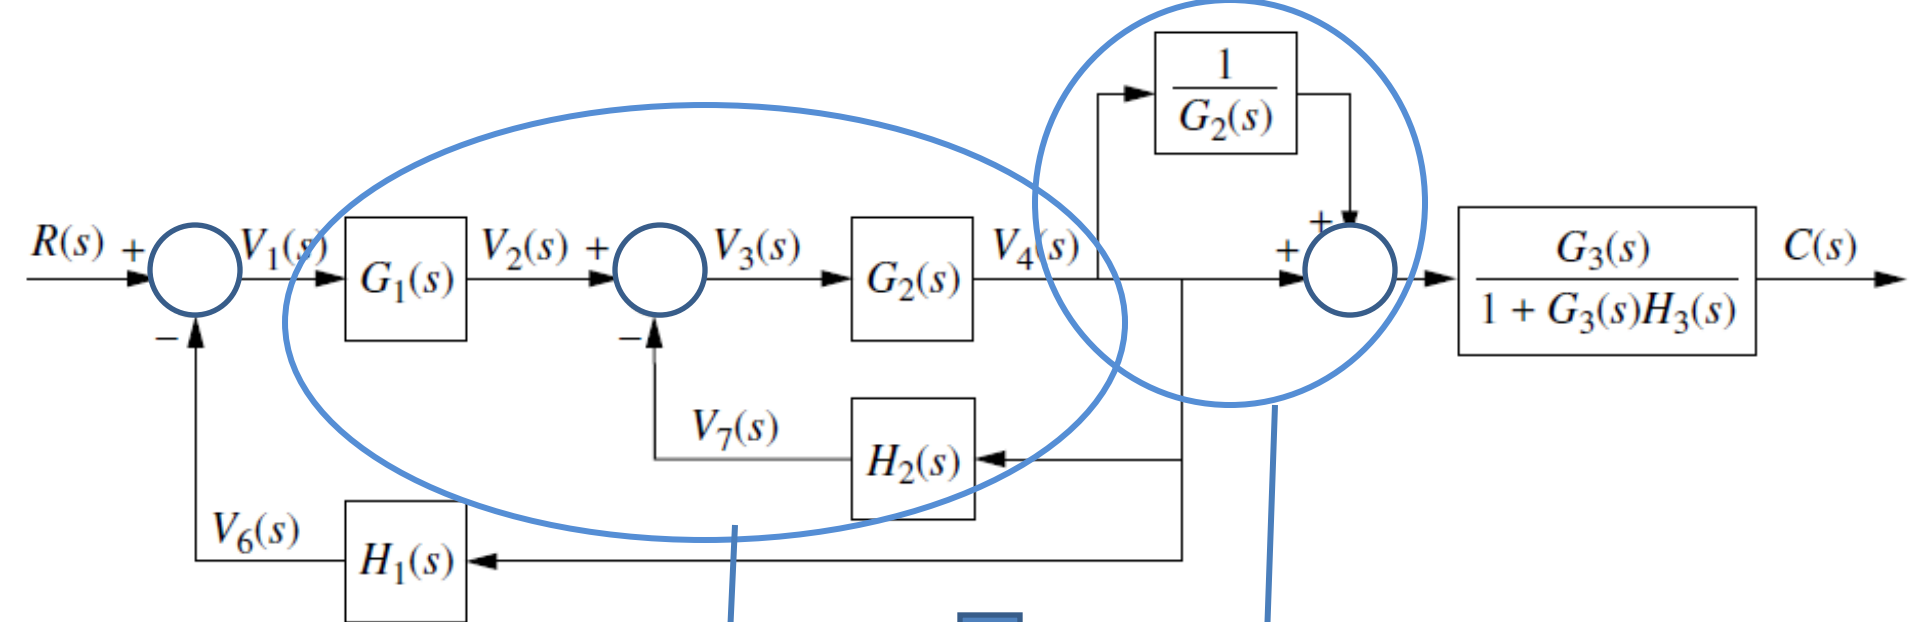 1
G₂(s)
R(s) + V₁(s) G₁(s) V₂(s) + V₃(s) G₂(s) V₄(s) + + G₃(s) C(s)
1 + G₃(s)H₃(s)
− −
V₇(s) H₂(s)
V₆(s) H₁(s)